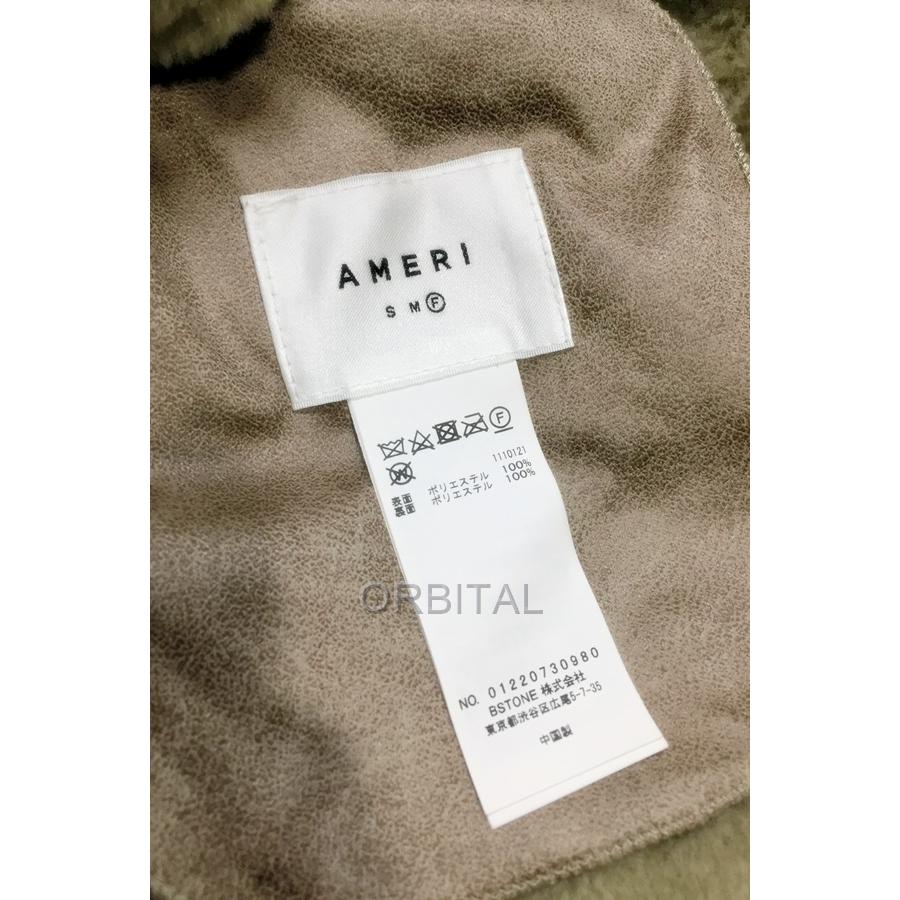 AMERI
S M F
F
W
1110121
表面 ポリエステル 100%
裏面 ポリエステル 100%
ORBITAL
NO. 01220730980
BSTONE 株式会社
東京都渋谷区広尾5-7-35
中国製